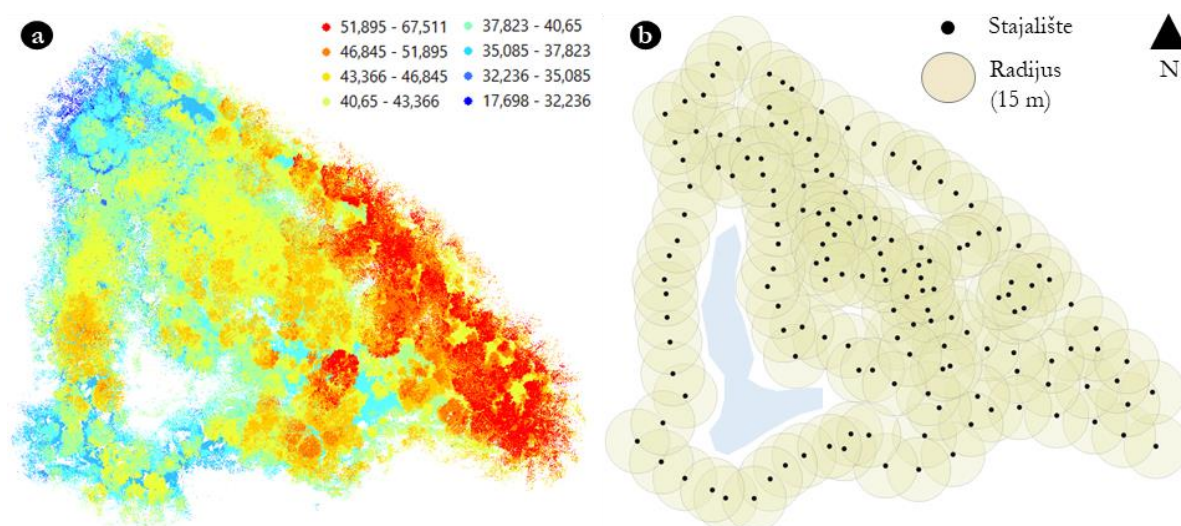 a
51,895 - 67,511
46,845 - 51,895
43,366 - 46,845
40,65 - 43,366
37,823 - 40,65
35,085 - 37,823
32,236 - 35,085
17,698 - 32,236
b
Stajalište
Radijus
(15 m)
N